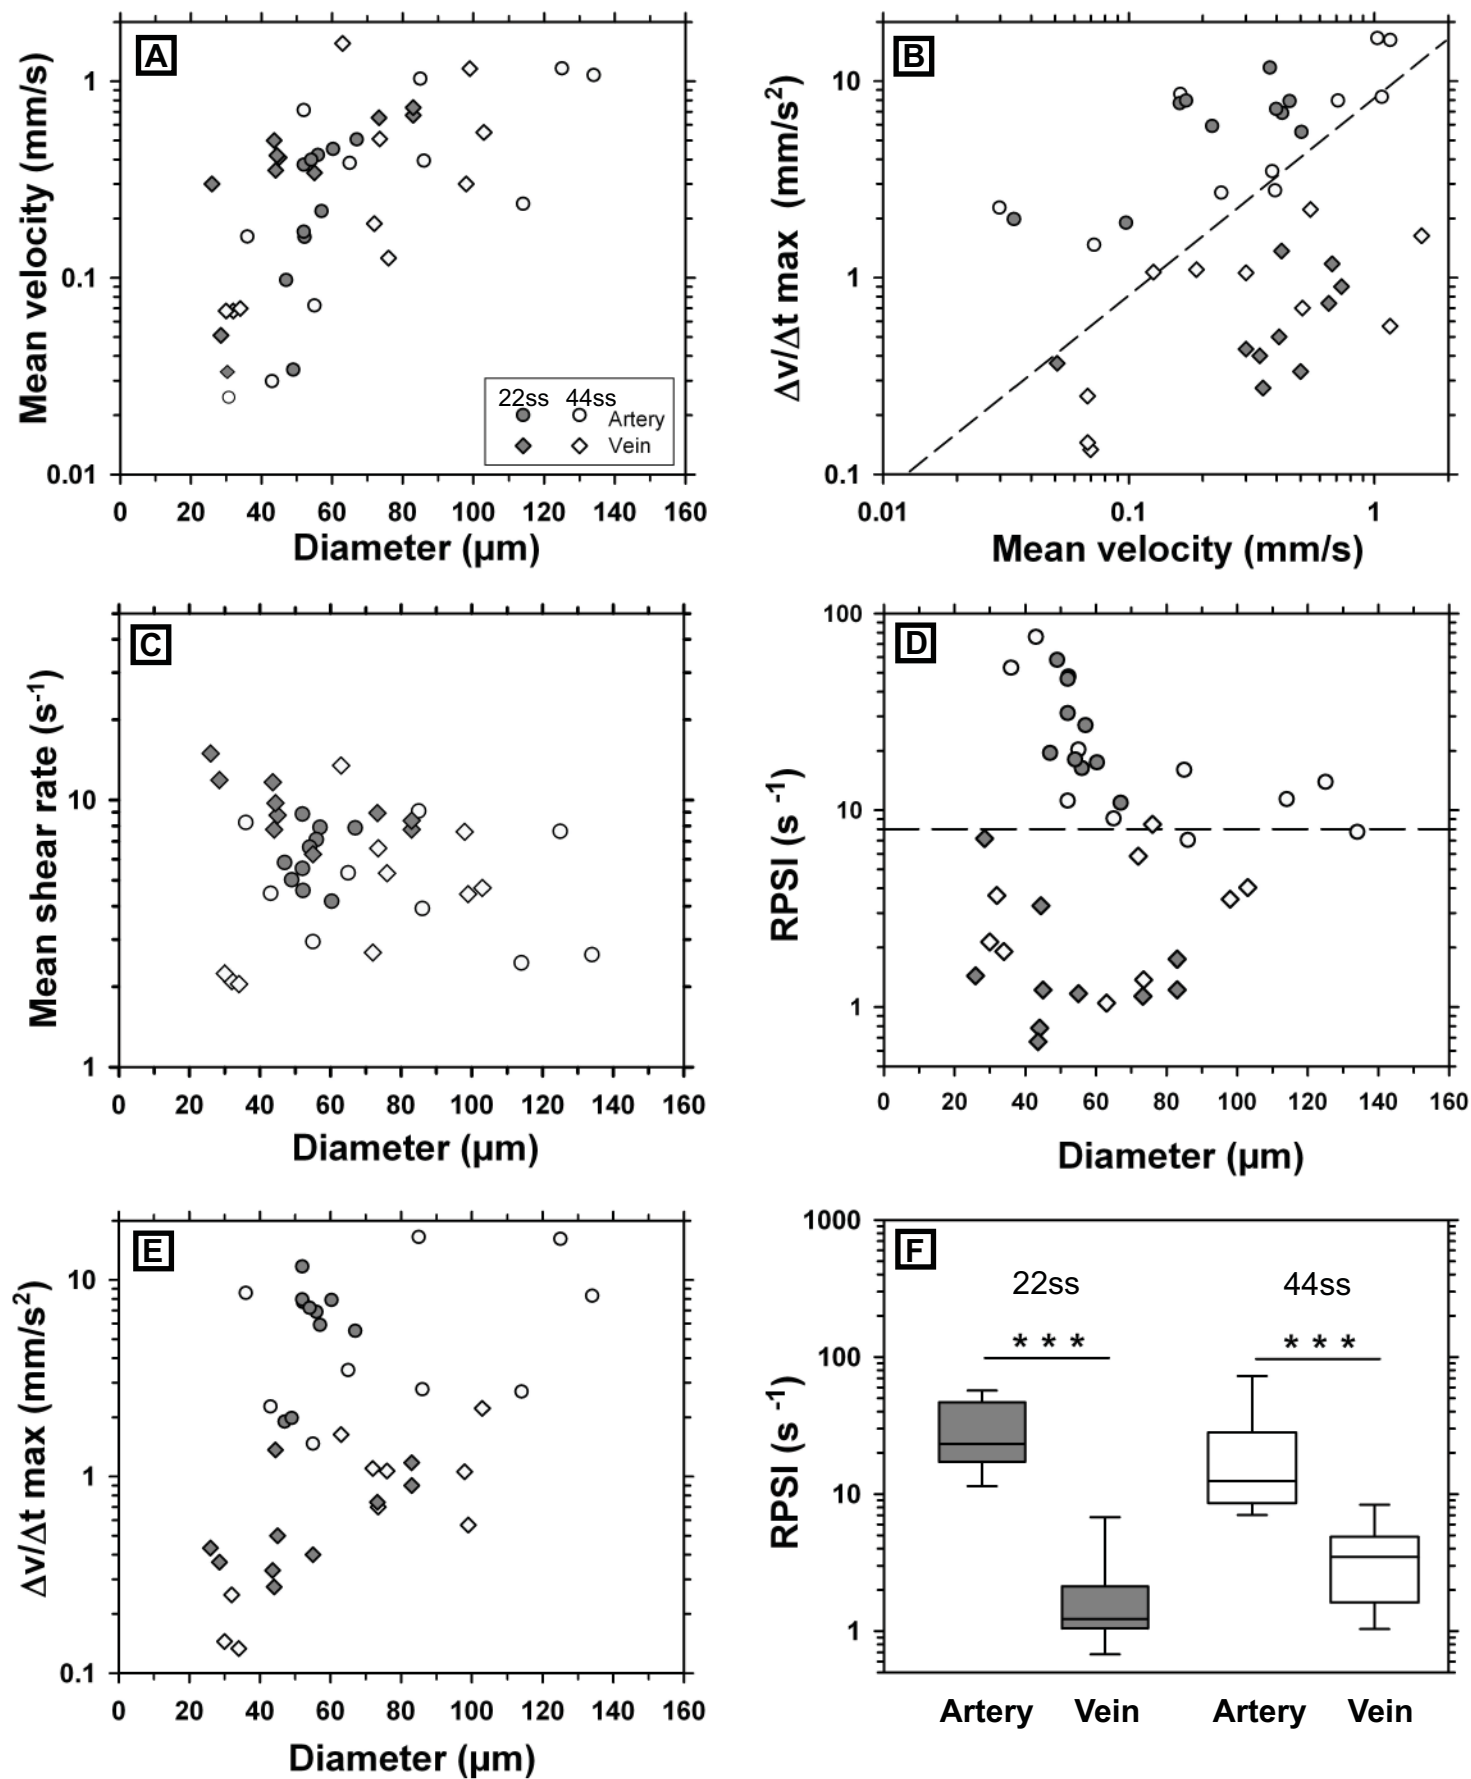 A
Mean velocity (mm/s)
1
0.1
0.01
22ss 44ss
Artery
Vein
0 20 40 60 80 100 120 140 160
Diameter (µm)
B
Δv/Δt max (mm/s²)
10
1
0.1
0.01 0.1 1
Mean velocity (mm/s)
C
Mean shear rate (s⁻¹)
10
1
0 20 40 60 80 100 120 140 160
Diameter (µm)
D
RPSI (s ⁻¹)
100
10
1
0 20 40 60 80 100 120 140 160
Diameter (µm)
E
Δv/Δt max (mm/s²)
10
1
0.1
0 20 40 60 80 100 120 140 160
Diameter (µm)
F
RPSI (s ⁻¹)
1000
100
10
1
22ss 44ss
* * * * * *
Artery Vein Artery Vein